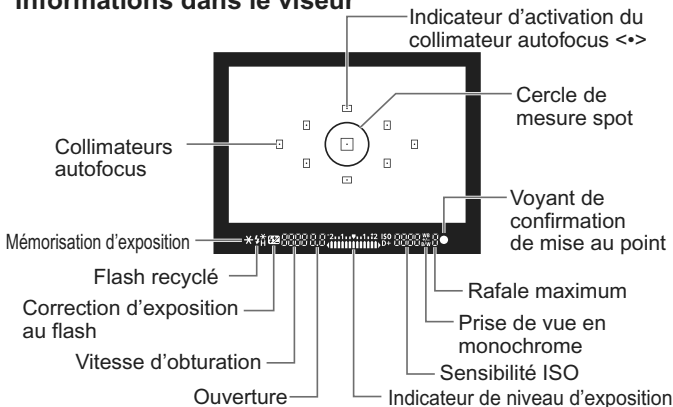 Informations dans le viseur
Indicateur d'activation du
collimateur autofocus <•>
Cercle de
mesure spot
Collimateurs
autofocus
Voyant de
confirmation
de mise au point
Mémorisation d'exposition
Flash recyclé
Correction d'exposition
au flash
Vitesse d'obturation
Ouverture
Rafale maximum
Prise de vue en
monochrome
Sensibilité ISO
Indicateur de niveau d'exposition